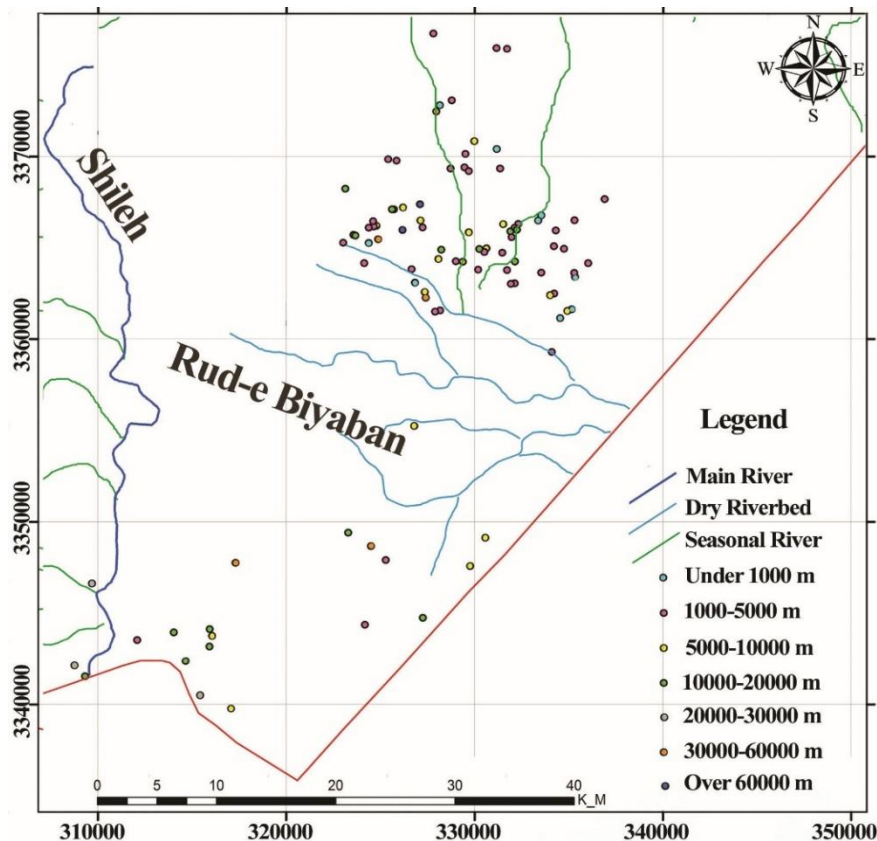 N
W E
S
3370000
3360000
3350000
3340000
Shileh
Rud-e Biyaban
Legend
Main River
Dry Riverbed
Seasonal River
Under 1000 m
1000-5000 m
5000-10000 m
10000-20000 m
20000-30000 m
30000-60000 m
Over 60000 m
0 5 10 20 30 40
K_M
310000 320000 330000 340000 350000